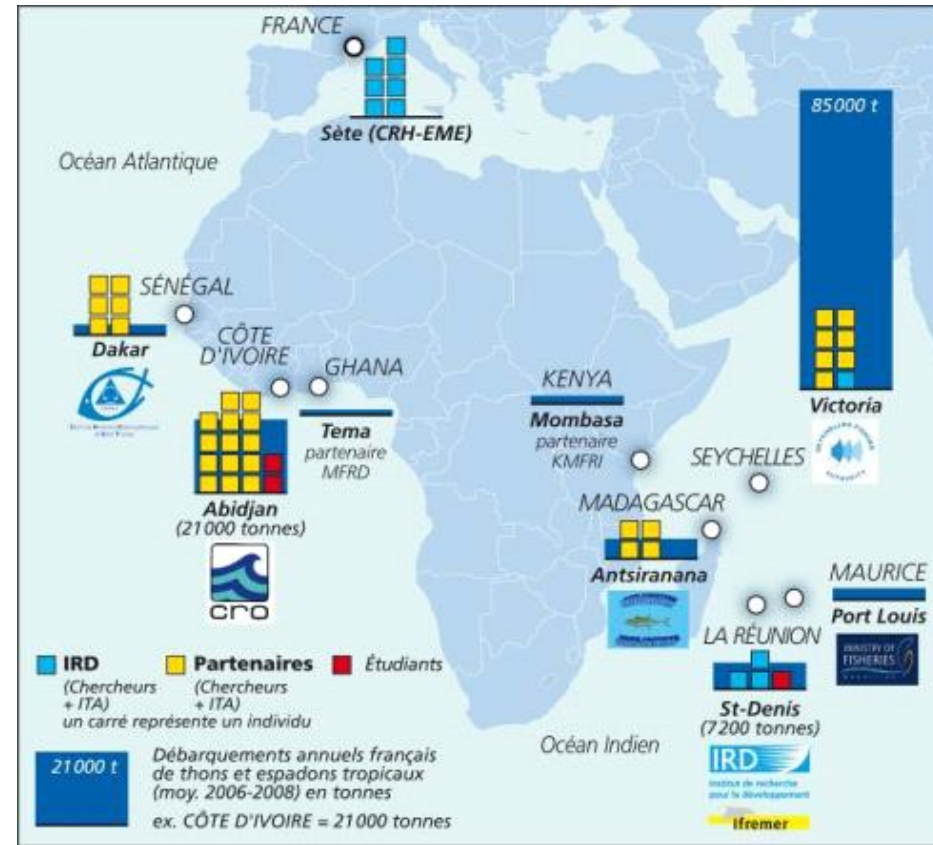 FRANCE
Sète (CRH-EME)
85000 t
Océan Atlantique
SÉNÉGAL
Dakar
CÔTE
D'IVOIRE
GHANA
Tema
partenaire
MFRD
KENYA
Mombasa
partenaire
KMFRI
Victoria
SEYCHELLES
Abidjan
(21000 tonnes)
cro
MADAGASCAR
Antsiranana
MAURICE
Port Louis
MINISTRY OF
FISHERIES
LA RÉUNION
St-Denis
(7200 tonnes)
IRD
Institut de recherche
pour le développement
Ifremer
Océan Indien
IRD
(Chercheurs
+ ITA)
Partenaires
(Chercheurs
+ ITA)
Étudiants
un carré représente un individu
21000 t
Débarquements annuels français
de thons et espadons tropicaux
(moy. 2006-2008) en tonnes
ex. CÔTE D'IVOIRE = 21000 tonnes